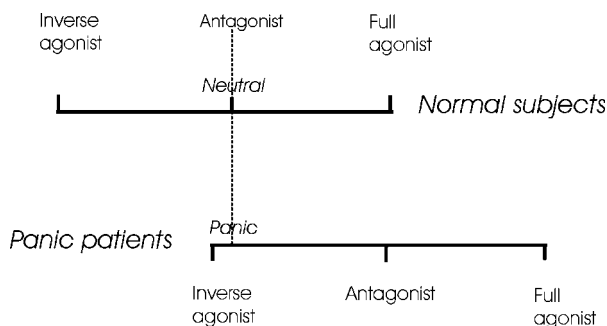 Inverse agonist
Antagonist
Full agonist
Neutral
Normal subjects
Panic patients
Panic
Inverse agonist
Antagonist
Full agonist